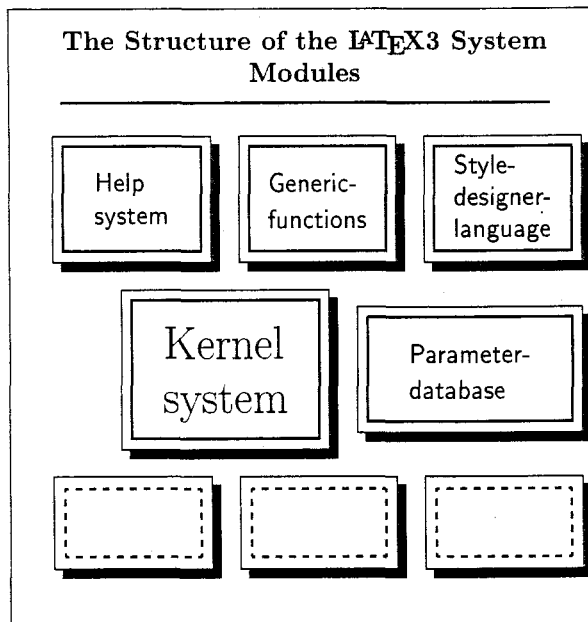 The Structure of the LATEX3 System
Modules
Help
system
Generic-
functions
Style-
designer-
language
Kernel
system
Parameter-
database